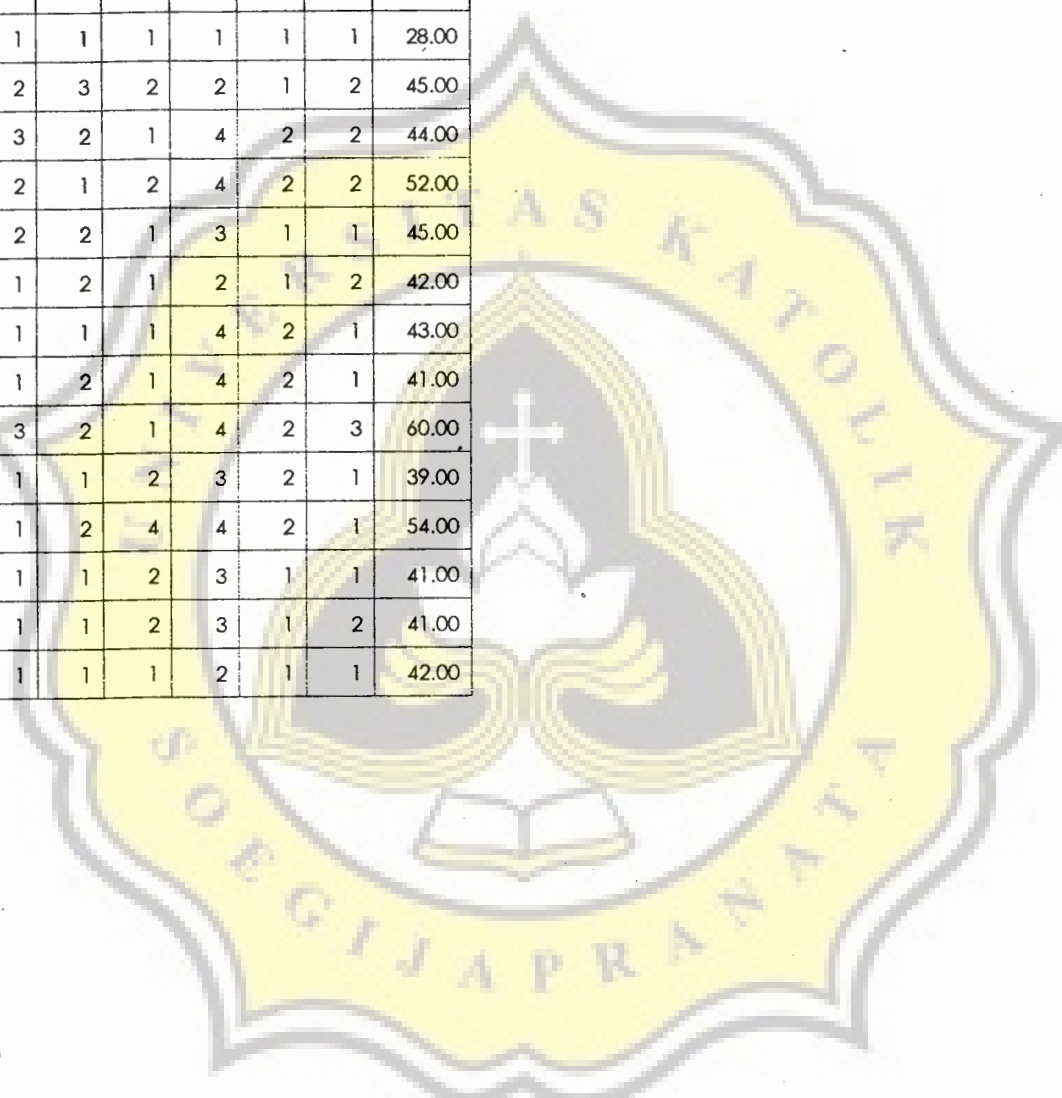 1 1 1 1 1 1 28.00
2 3 2 2 1 2 45.00
3 2 1 4 2 2 44.00
2 1 2 4 2 2 52.00
2 2 1 3 1 1 45.00
1 2 1 2 1 2 42.00
1 1 1 4 2 1 43.00
1 2 1 4 2 1 41.00
3 2 1 4 2 3 60.00
1 1 2 3 2 1 39.00
1 2 4 4 2 1 54.00
1 1 2 3 1 1 41.00
1 1 2 3 1 2 41.00
1 1 1 2 1 1 42.00
UNIVERSITAS KATOLIK
SOEGIJAPRANATA